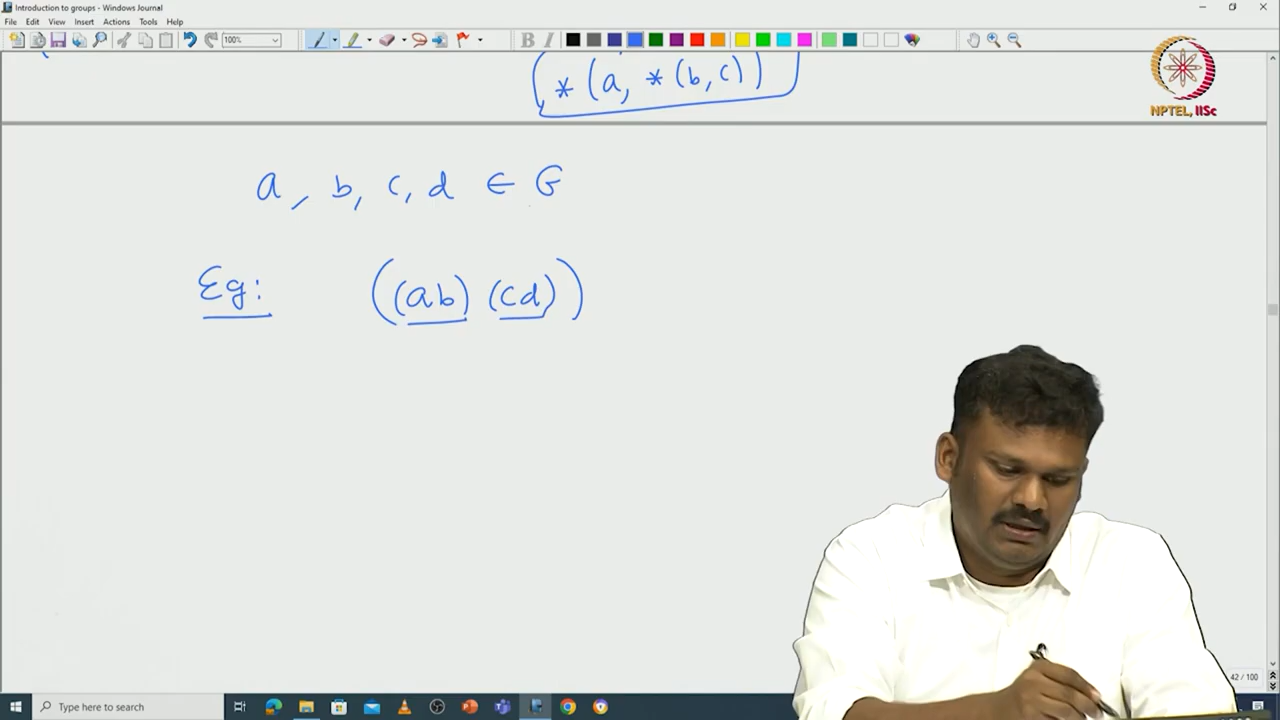 Introduction to groups - Windows Journal
File Edit View Insert Actions Tools Help
100%
B I
NPTEL, IISc
* (a, * (b, c))
a, b, c, d ∈ G
Eg: ((ab) (cd))
42 / 100
Type here to search